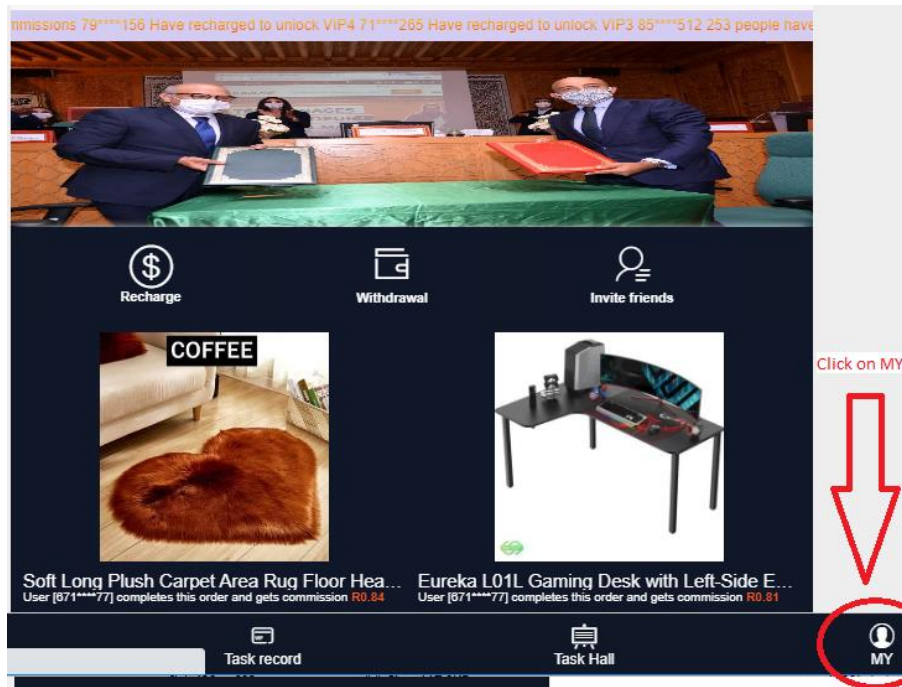 mmissions 79****156 Have recharged to unlock VIP4 71****265 Have recharged to unlock VIP3 85****512 253 people have
Recharge
Withdrawal
Invite friends
COFFEE
Click on MY
Soft Long Plush Carpet Area Rug Floor Hea...
Eureka L01L Gaming Desk with Left-Side E...
User [671****77] completes this order and gets commission R0.84
User [671****77] completes this order and gets commission R0.81
Task record
Task Hall
MY